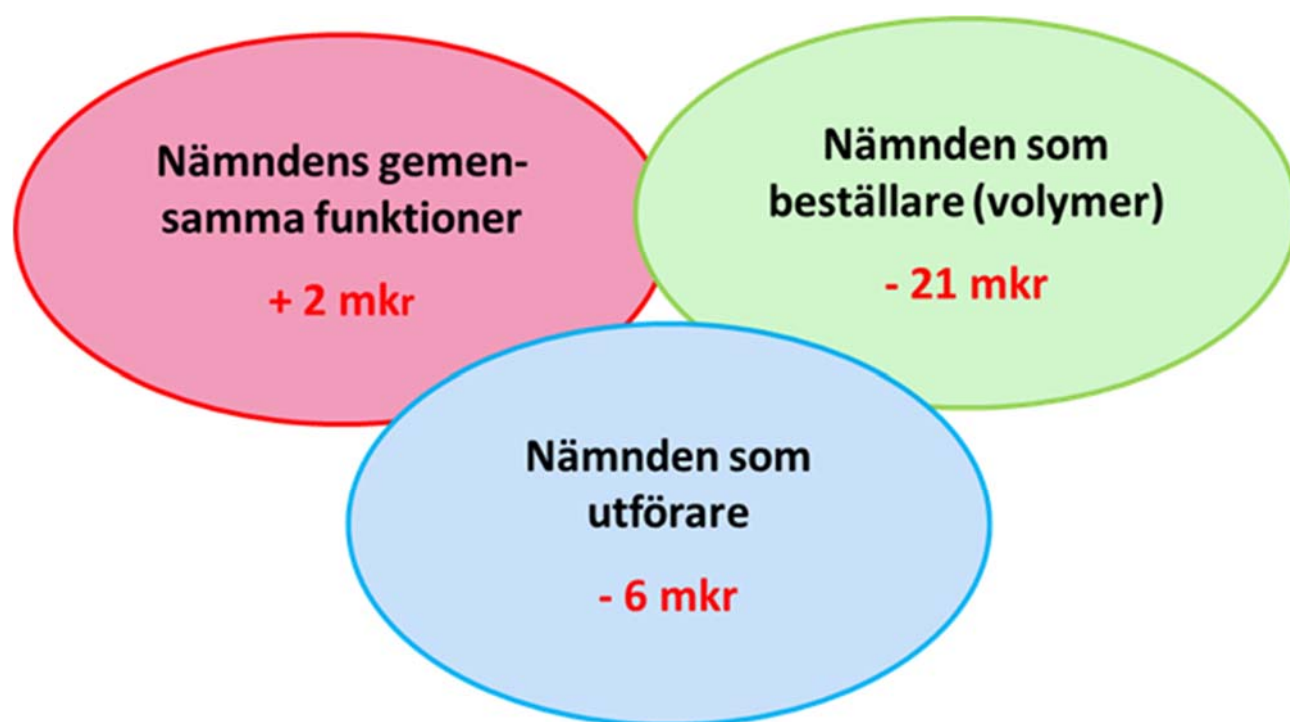 Nämndens gemen-
samma funktioner
+ 2 mkr
Nämnden som
beställare (volymer)
- 21 mkr
Nämnden som
utförare
- 6 mkr